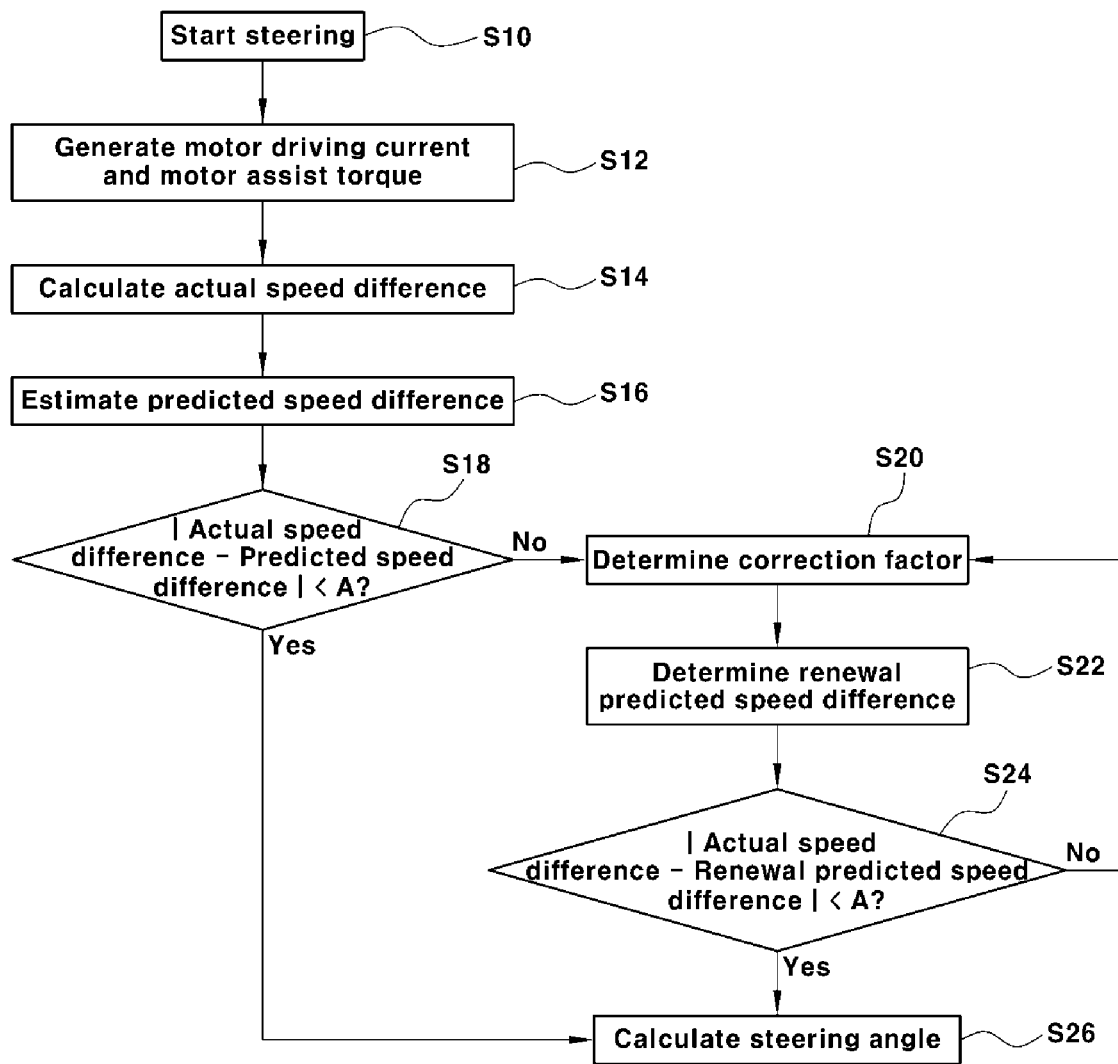 Start steering
S10
Generate motor driving current
and motor assist torque
S12
Calculate actual speed difference
S14
Estimate predicted speed difference
S16
S18
| Actual speed
difference – Predicted speed
difference | < A?
No
Yes
S20
Determine correction factor
Determine renewal
predicted speed difference
S22
S24
| Actual speed
difference – Renewal predicted speed
difference | < A?
No
Yes
Calculate steering angle
S26